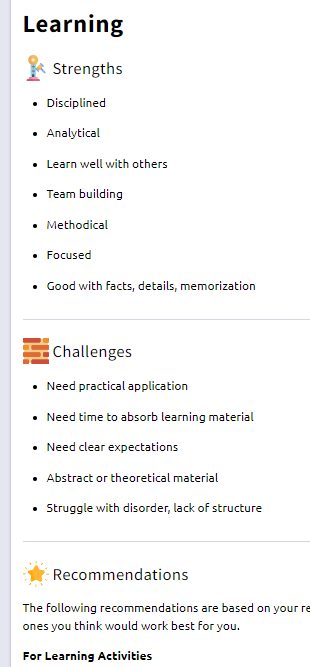 Learning
Strengths
Disciplined
Analytical
Learn well with others
Team building
Methodical
Focused
Good with facts, details, memorization
Challenges
Need practical application
Need time to absorb learning material
Need clear expectations
Abstract or theoretical material
Struggle with disorder, lack of structure
Recommendations
The following recommendations are based on your re
ones you think would work best for you.
For Learning Activities